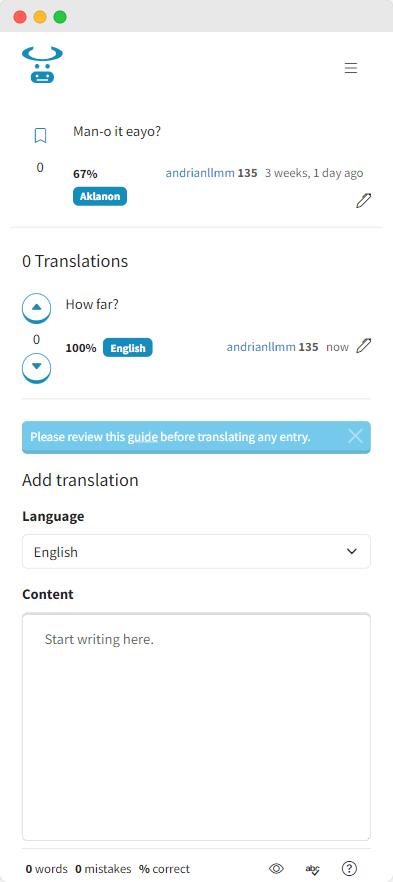 Man-o it eayo?
0
67% andrianllmm 135 3 weeks, 1 day ago
Aklanon
0 Translations
How far?
0
100% English andrianllmm 135 now
Please review this guide before translating any entry.
Add translation
Language
English
Content
Start writing here.
0 words 0 mistakes % correct abc ?